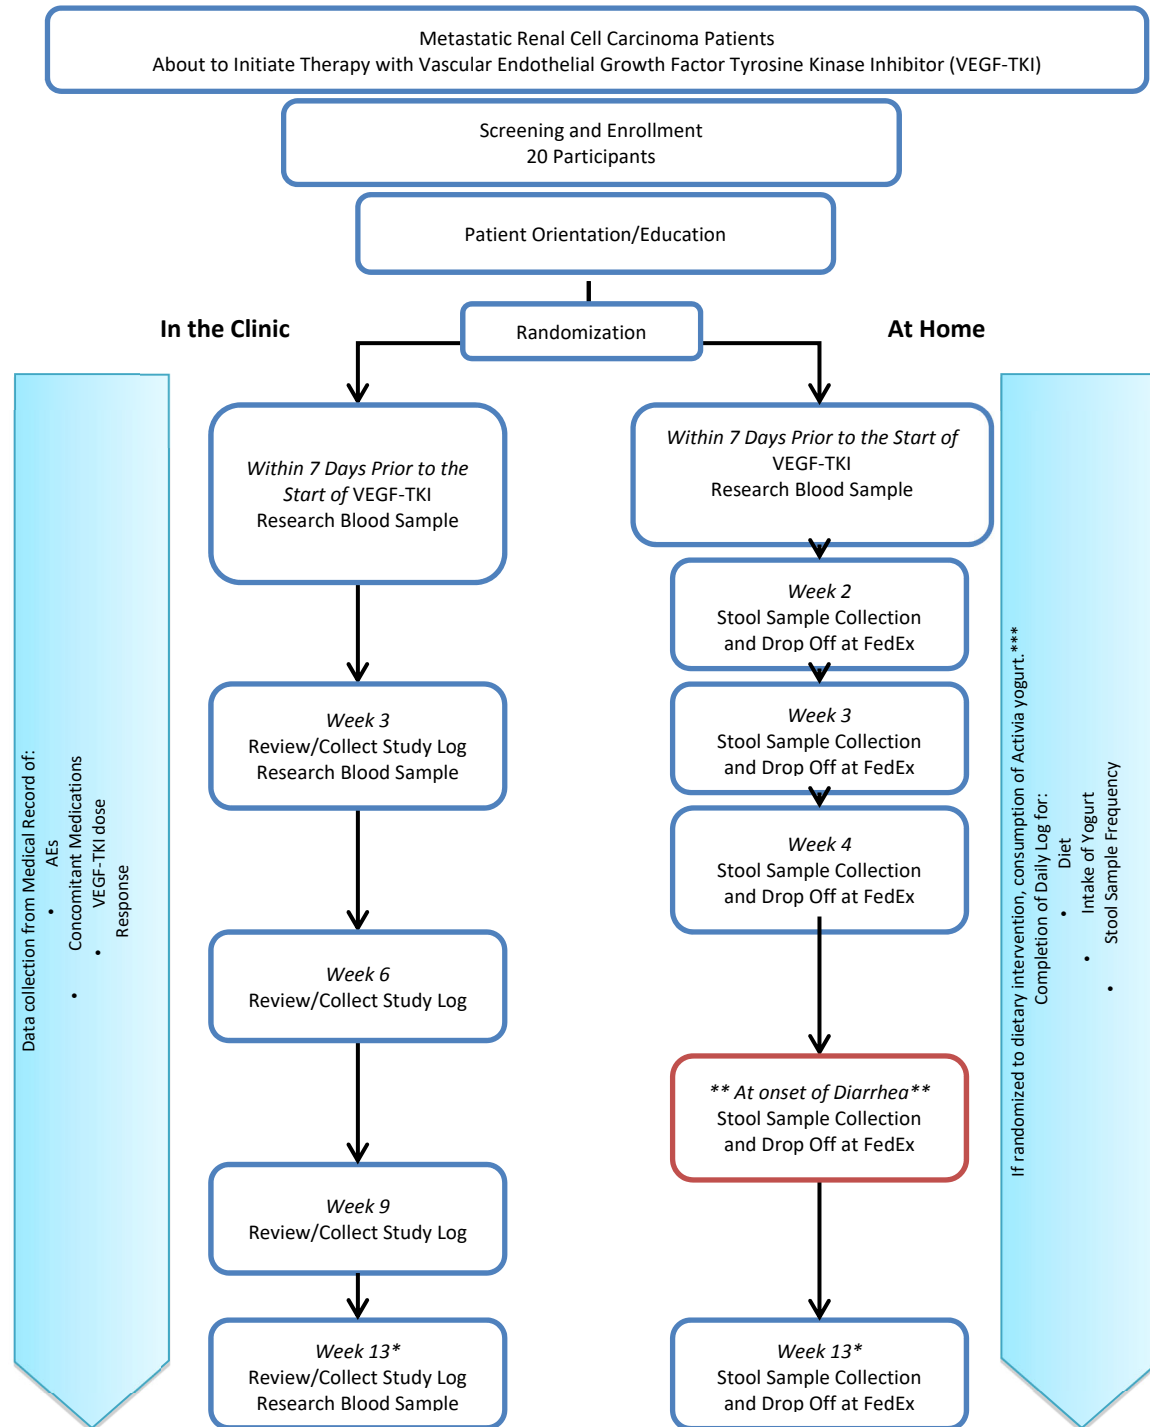 Metastatic Renal Cell Carcinoma Patients
About to Initiate Therapy with Vascular Endothelial Growth Factor Tyrosine Kinase Inhibitor (VEGF-TKI)
Screening and Enrollment
20 Participants
Patient Orientation/Education
Randomization
In the Clinic
At Home
Data collection from Medical Record of:
• AEs
• Concomitant Medications
• VEGF-TKI dose
Response
Within 7 Days Prior to the
Start of VEGF-TKI
Research Blood Sample
Week 3
Review/Collect Study Log
Research Blood Sample
Week 6
Review/Collect Study Log
Week 9
Review/Collect Study Log
Week 13*
Review/Collect Study Log
Research Blood Sample
Within 7 Days Prior to the Start of
VEGF-TKI
Research Blood Sample
Week 2
Stool Sample Collection
and Drop Off at FedEx
Week 3
Stool Sample Collection
and Drop Off at FedEx
Week 4
Stool Sample Collection
and Drop Off at FedEx
** At onset of Diarrhea**
Stool Sample Collection
and Drop Off at FedEx
Week 13*
Stool Sample Collection
and Drop Off at FedEx
If randomized to dietary intervention, consumption of Activia yogurt.***
Completion of Daily Log for:
• Diet
• Intake of Yogurt
• Stool Sample Frequency